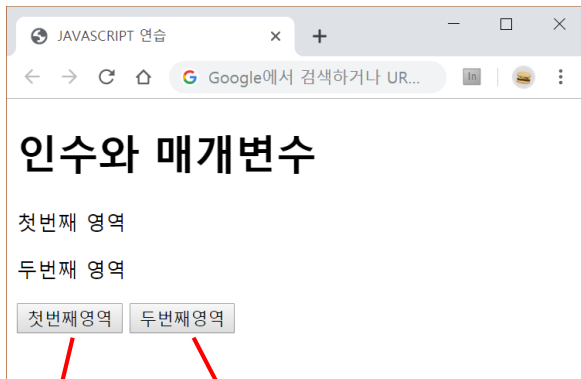 JAVASCRIPT 연습
Google에서 검색하거나 UR...
In
인수와 매개변수
첫번째 영역
두번째 영역
첫번째영역 두번째영역